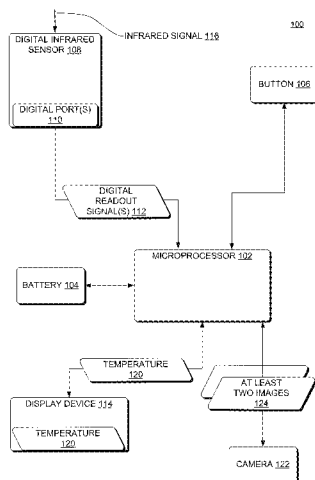 INFRARED SIGNAL 116
100
DIGITAL INFRARED
SENSOR 108
DIGITAL PORT(S)
110
BUTTON 106
DIGITAL
READOUT
SIGNAL(S) 112
MICROPROCESSOR 102
BATTERY 104
TEMPERATURE
120
DISPLAY DEVICE 114
TEMPERATURE
120
AT LEAST
TWO IMAGES
124
CAMERA 122